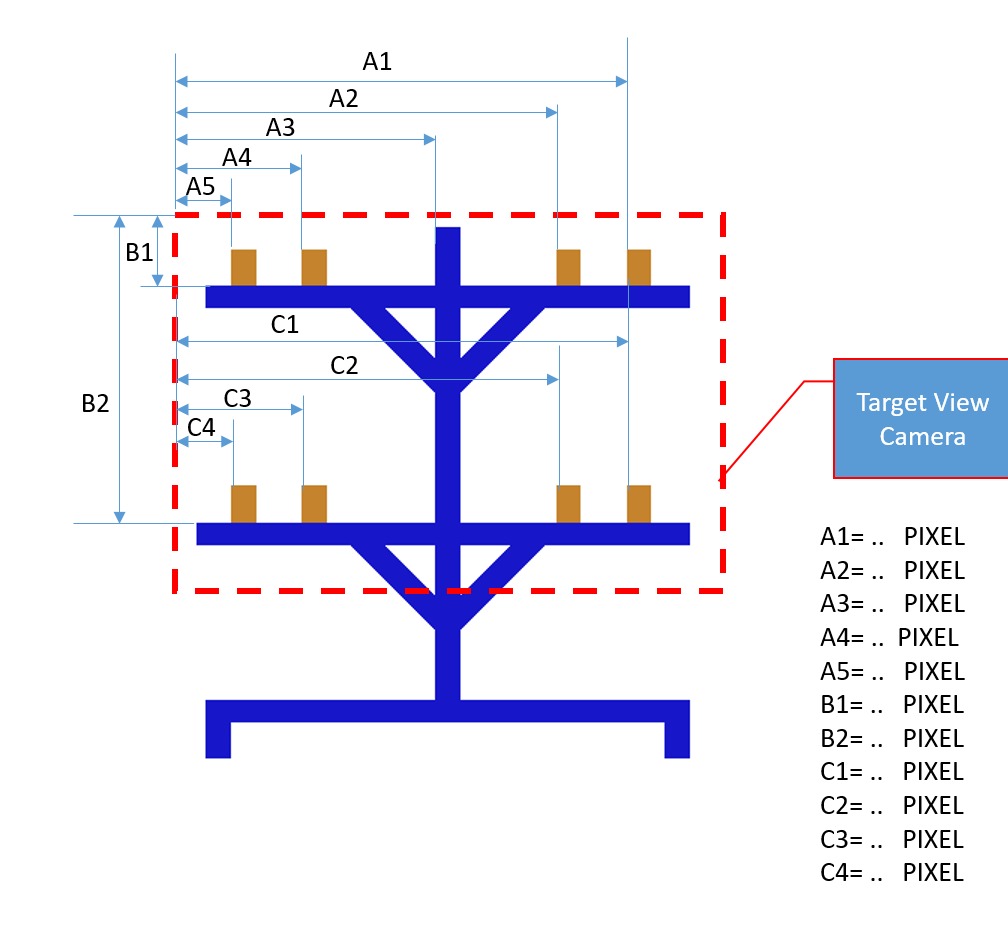 A1
A2
A3
A4
A5
B1
C1
C2
B2
C3
C4
Target View
Camera
A1= .. PIXEL
A2= .. PIXEL
A3= .. PIXEL
A4= .. PIXEL
A5= .. PIXEL
B1= .. PIXEL
B2= .. PIXEL
C1= .. PIXEL
C2= .. PIXEL
C3= .. PIXEL
C4= .. PIXEL